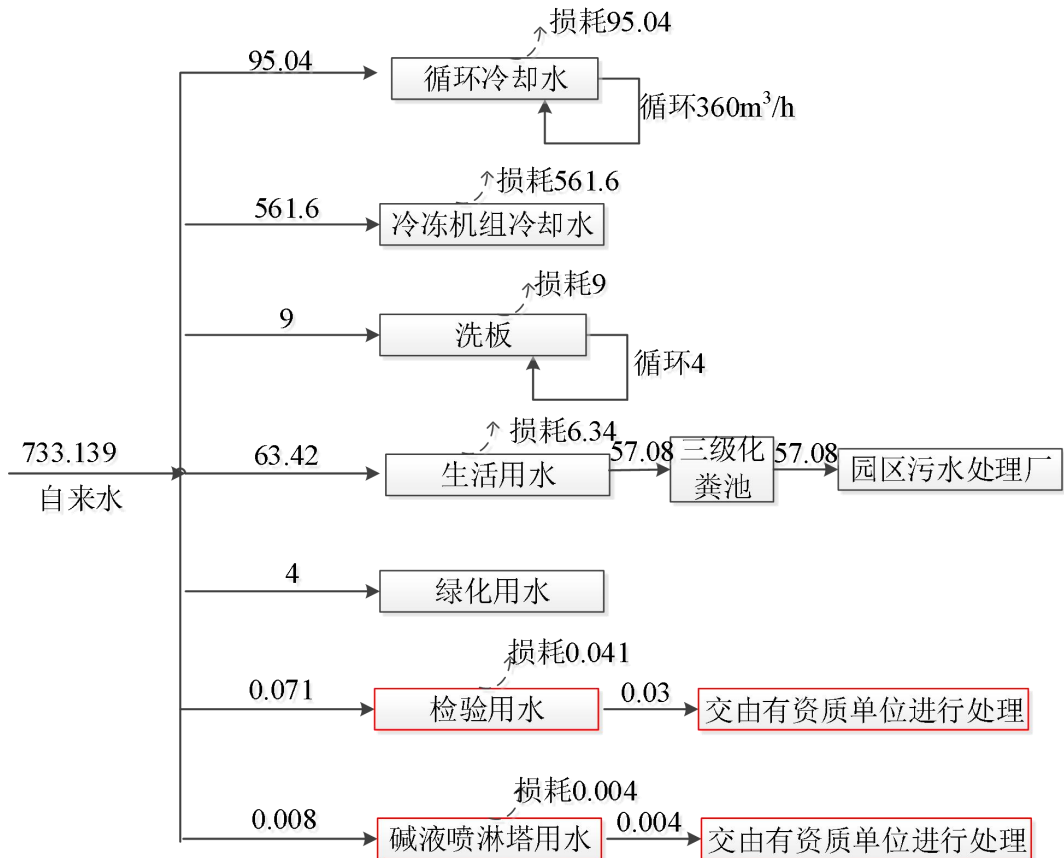 损耗95.04
95.04
循环冷却水
循环360m³/h
损耗561.6
561.6
冷冻机组冷却水
损耗9
9
洗板
循环4
733.139
自来水
损耗6.34
63.42
生活用水
57.08
三级化
粪池
57.08
园区污水处理厂
4
绿化用水
损耗0.041
0.071
检验用水
0.03
交由有资质单位进行处理
损耗0.004
0.008
碱液喷淋塔用水
0.004
交由有资质单位进行处理